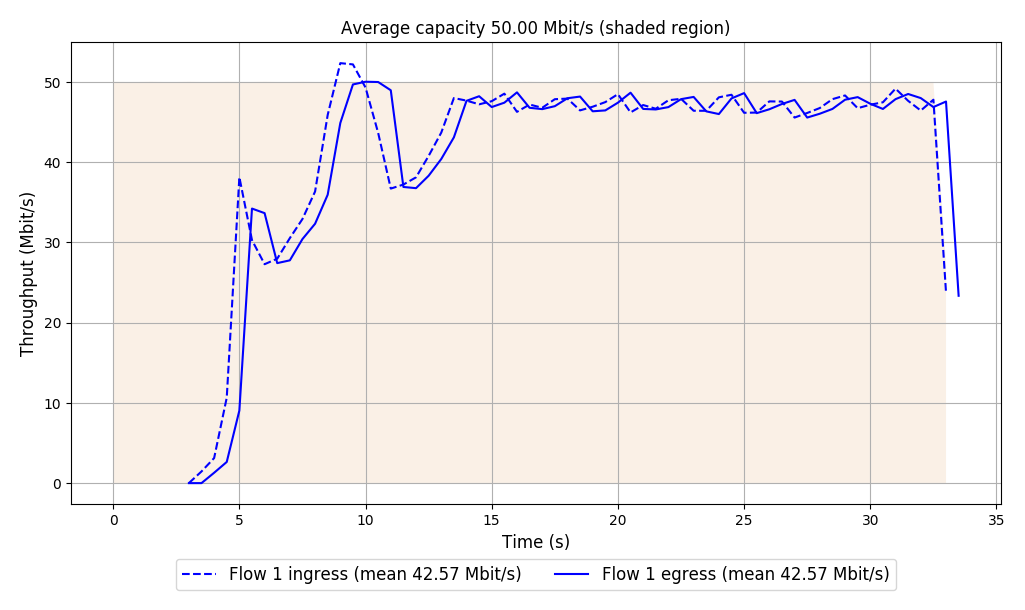 Average capacity 50.00 Mbit/s (shaded region)
Throughput (Mbit/s)
50
40
30
20
10
0
0 5 10 15 20 25 30 35
Time (s)
Flow 1 ingress (mean 42.57 Mbit/s) Flow 1 egress (mean 42.57 Mbit/s)